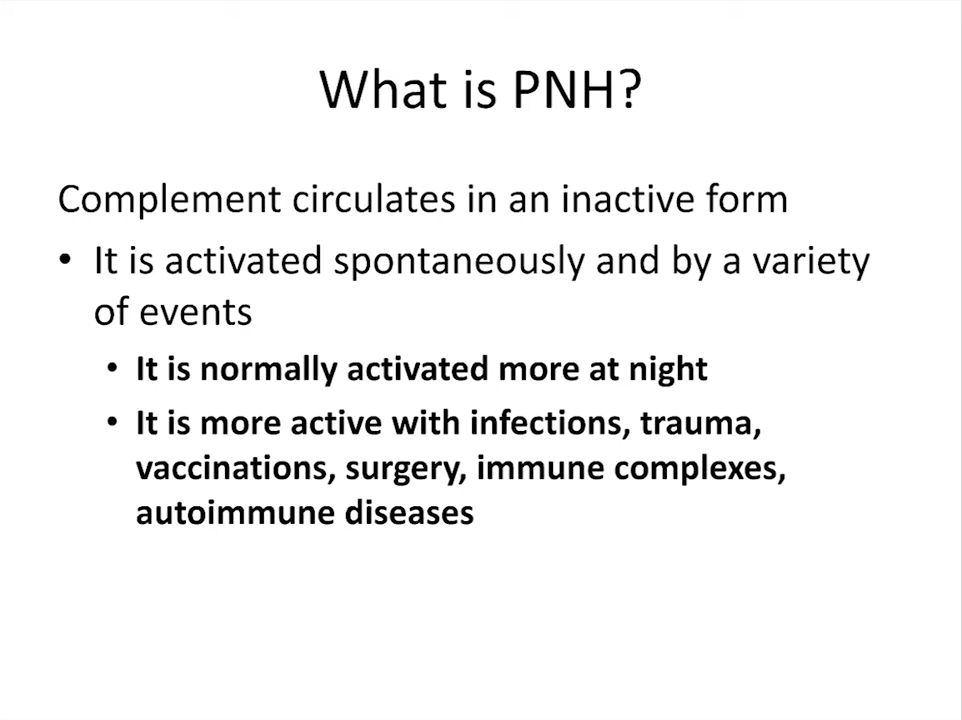 What is PNH?
Complement circulates in an inactive form
• It is activated spontaneously and by a variety
of events
• It is normally activated more at night
• It is more active with infections, trauma,
vaccinations, surgery, immune complexes,
autoimmune diseases